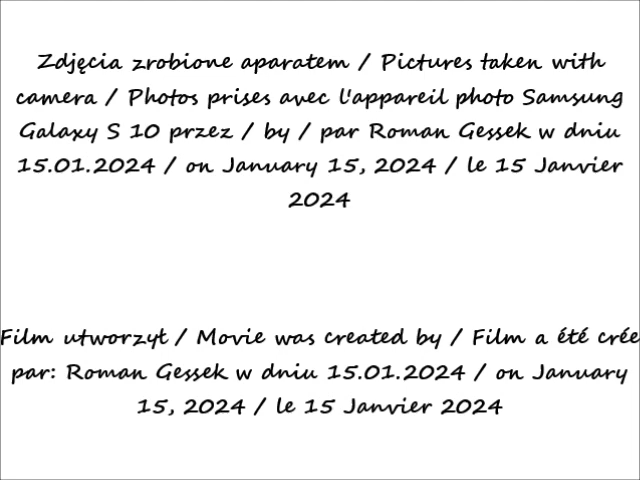 Zdjęcia zrobione aparatem / Pictures taken with
camera / Photos prises avec l'appareil photo Samsung
Galaxy S 10 przez / by / par Roman Gessek w dniu
15.01.2024 / on January 15, 2024 / le 15 Janvier
2024
Film utworzył / Movie was created by / Film a été crée
par: Roman Gessek w dniu 15.01.2024 / on January
15, 2024 / le 15 Janvier 2024